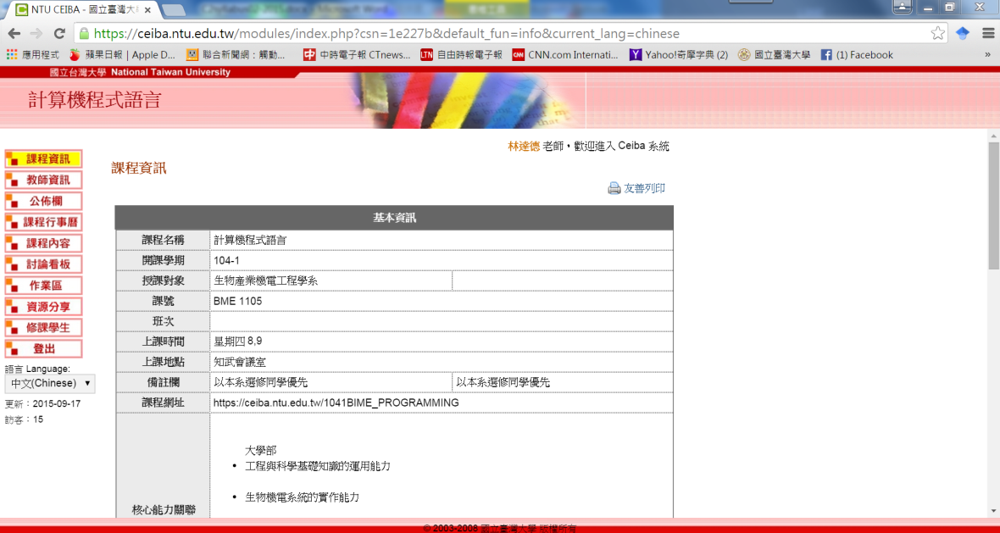 NTU CEIBA - 國立臺灣大
https://ceiba.ntu.edu.tw/modules/index.php?csn=1e227b&default_fun=info&current_lang=chinese
應用程式 蘋果日報 | Apple D... 聯合新聞網：觸動... 中時電子報 CTnews... 自由時報電子報 CNN.com Internati... Yahoo!奇摩字典 (2) 國立臺灣大學 (1) Facebook »
國立台灣大學 National Taiwan University
計算機程式語言
林達德 老師，歡迎進入 Ceiba 系統
課程資訊
教師資訊
公佈欄
課程行事曆
課程內容
討論看板
作業區
資源分享
修課學生
登出
語言 Language:
中文(Chinese)
更新：2015-09-17
訪客：15
課程資訊
友善列印
基本資訊
課程名稱 計算機程式語言
開課學期 104-1
授課對象 生物產業機電工程學系
課號 BME 1105
班次
上課時間 星期四 8,9
上課地點 知武會議室
備註欄 以本系選修同學優先 以本系選修同學優先
課程網址 https://ceiba.ntu.edu.tw/1041BIME_PROGRAMMING
大學部
• 工程與科學基礎知識的運用能力
• 生物機電系統的實作能力
核心能力關聯
© 2003-2008 國立臺灣大學 版權所有